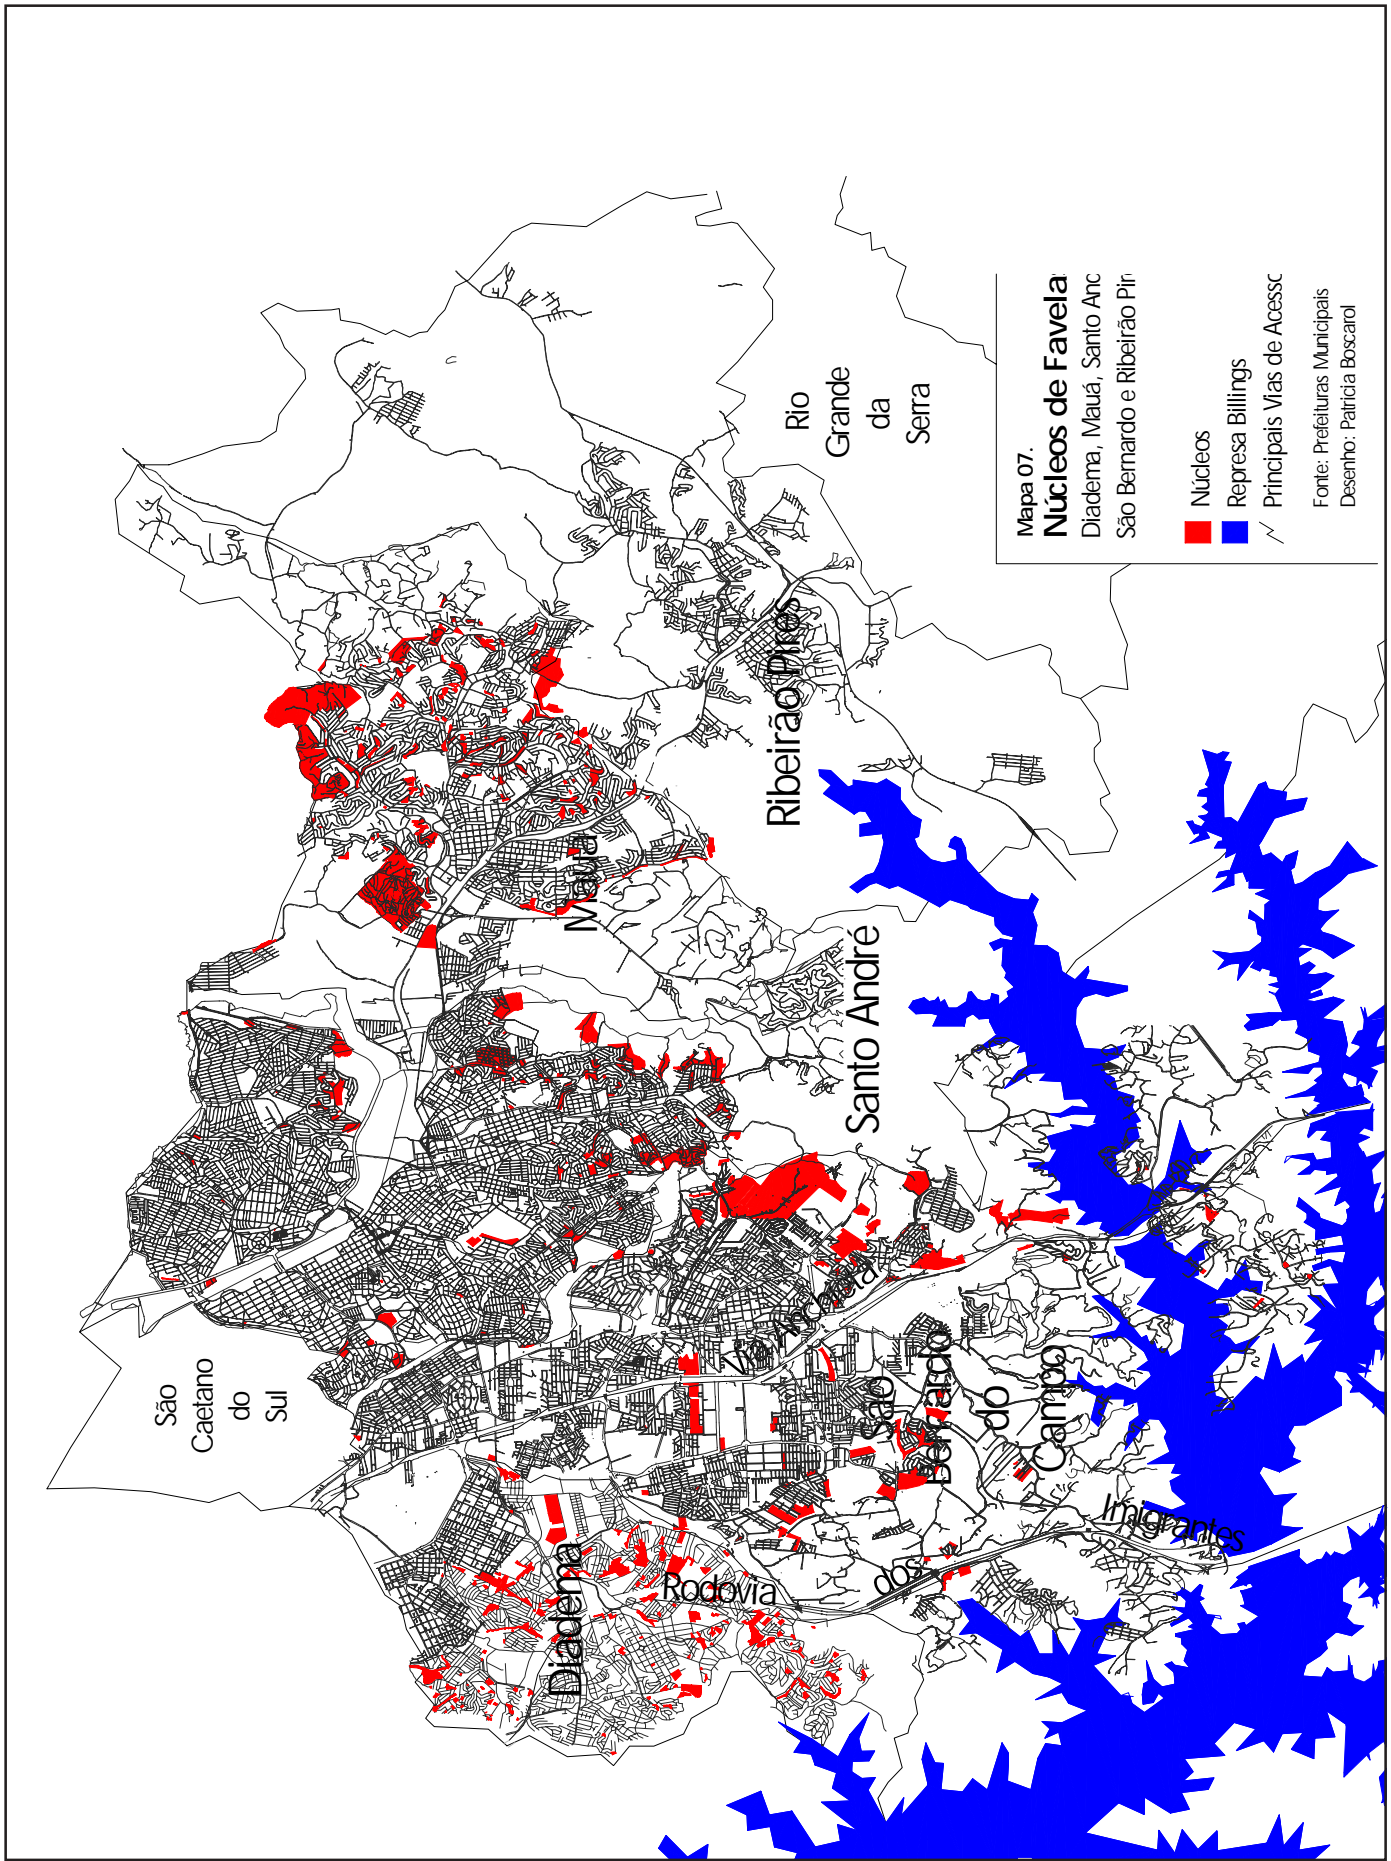 São
Caetano
do
Sul
Rio
Grande
da
Serra
Mauá
Ribeirão Pires
Santo André
Diadema
São
Bernardo
do
Campo
Via Anchieta
Rodovia
dos
Imigrantes
Mapa 07.
Núcleos de Favela
Diadema, Mauá, Santo And
São Bernardo e Ribeirão Pir
Núcleos
Represa Billings
Principais Vias de Acesso
Fonte: Prefeituras Municipais
Desenho: Patrícia Boscarol